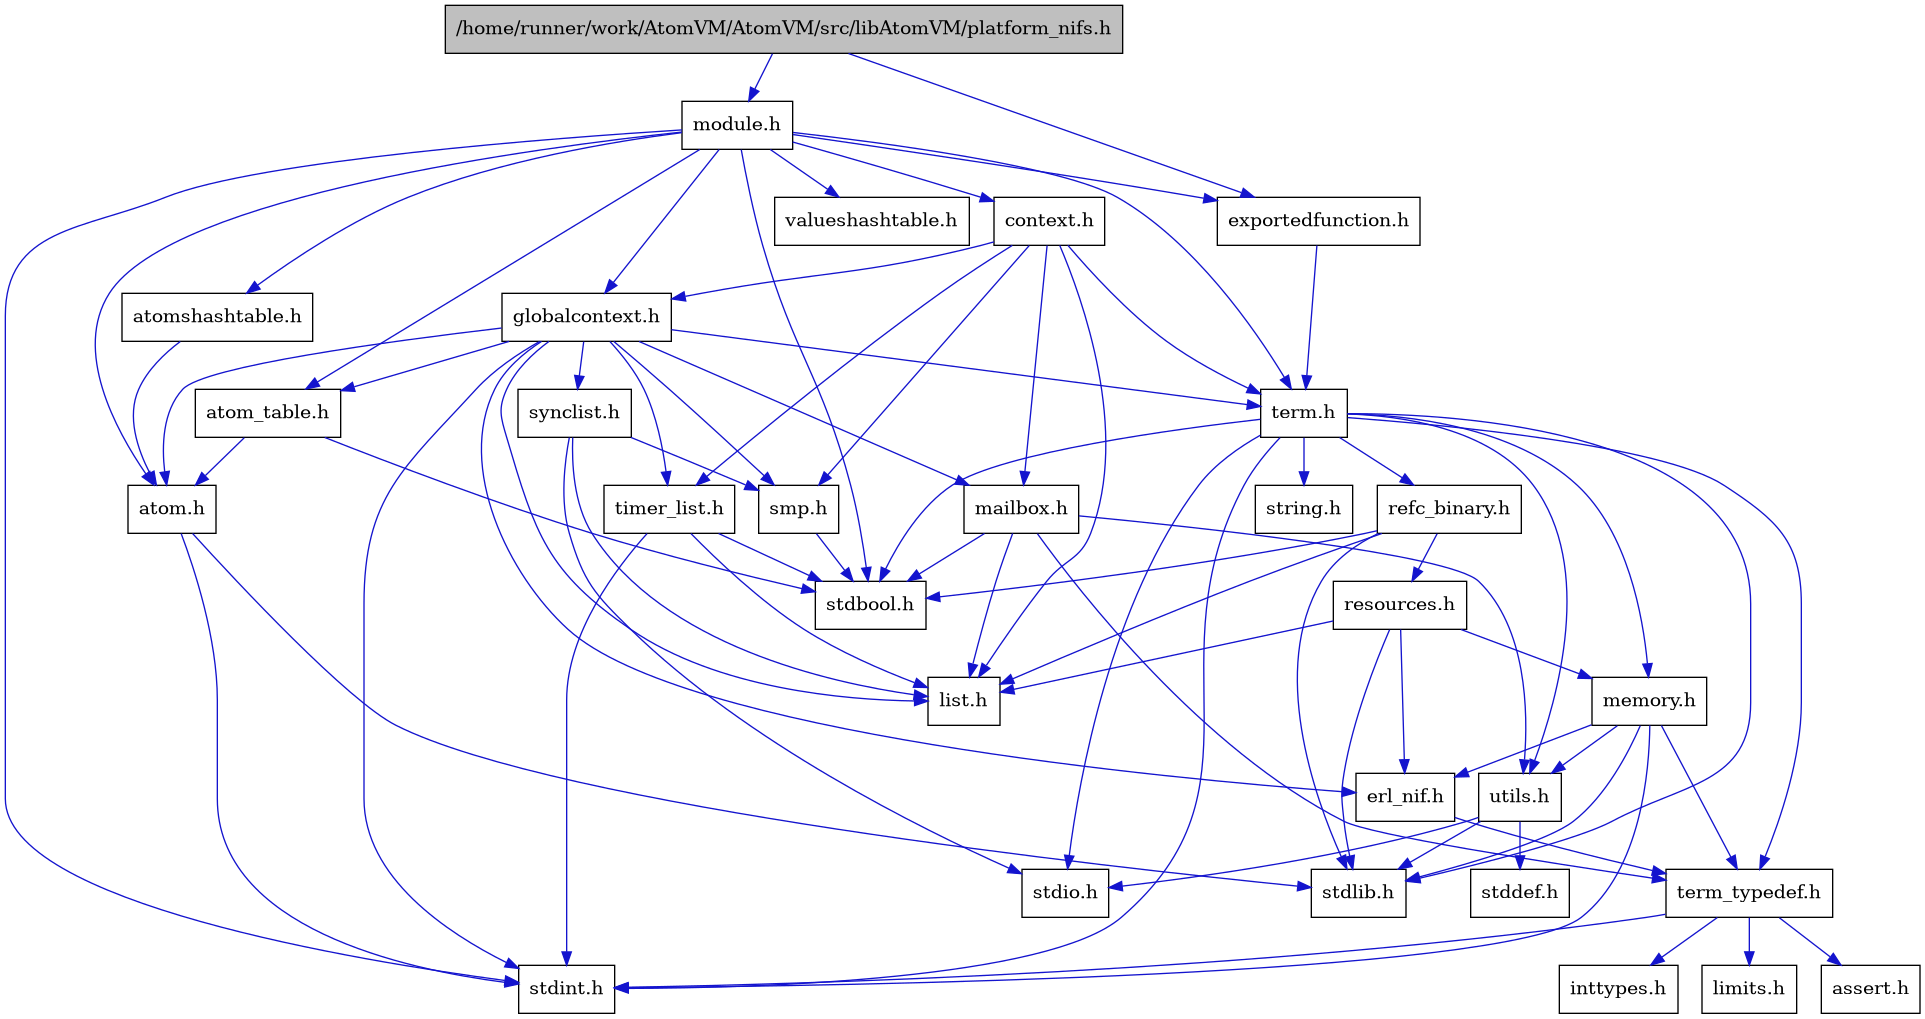 /home/runner/work/AtomVM/AtomVM/src/libAtomVM/platform_nifs.h
module.h
valueshashtable.h
context.h
exportedfunction.h
atomshashtable.h
globalcontext.h
atom_table.h
synclist.h
term.h
atom.h
timer_list.h
smp.h
mailbox.h
string.h
refc_binary.h
stdbool.h
resources.h
list.h
memory.h
erl_nif.h
utils.h
stdio.h
stdlib.h
stddef.h
term_typedef.h
stdint.h
inttypes.h
limits.h
assert.h